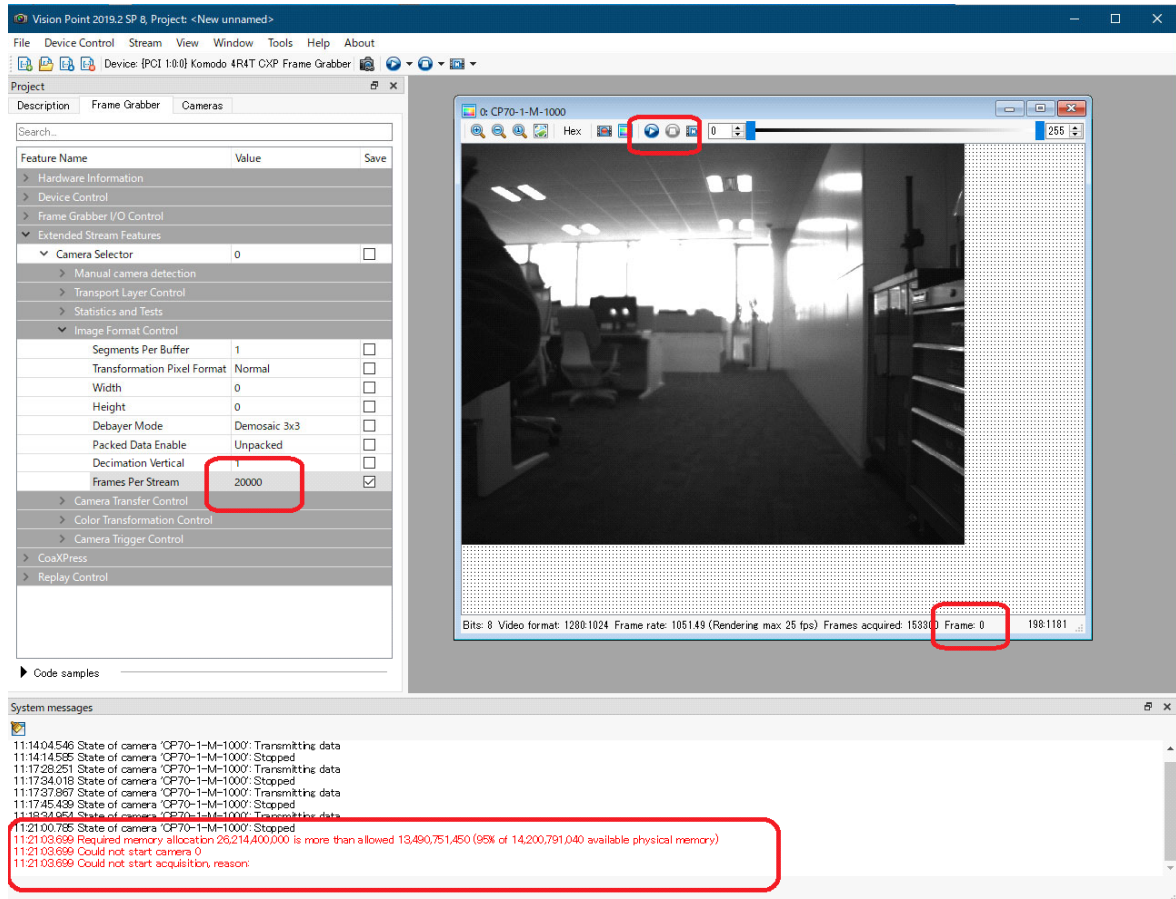 Vision Point 2019.2 SP 8, Project: <New unnamed>
File Device Control Stream View Window Tools Help About
Device: {PCI 1:0:0} Komodo 4R4T CXP Frame Grabber
Project
Description Frame Grabber Cameras
Search...
Feature Name Value Save
Hardware Information
Device Control
Frame Grabber I/O Control
Extended Stream Features
Camera Selector 0
Manual camera detection
Transport Layer Control
Statistics and Tests
Image Format Control
Segments Per Buffer 1
Transformation Pixel Format Normal
Width 0
Height 0
Debayer Mode Demosaic 3x3
Packed Data Enable Unpacked
Decimation Vertical 1
Frames Per Stream 20000
Camera Transfer Control
Color Transformation Control
Camera Trigger Control
CoaXPress
Replay Control
Code samples
0: CP70-1-M-1000
Hex 0 255
Bits: 8 Video format: 1280:1024 Frame rate: 1051.49 (Rendering max 25 fps) Frames acquired: 153300 Frame: 0 198:1181
System messages
11:14:04.546 State of camera 'CP70-1-M-1000': Transmitting data
11:14:14.585 State of camera 'CP70-1-M-1000': Stopped
11:17:28.251 State of camera 'CP70-1-M-1000': Transmitting data
11:17:34.018 State of camera 'CP70-1-M-1000': Stopped
11:17:37.867 State of camera 'CP70-1-M-1000': Transmitting data
11:17:45.439 State of camera 'CP70-1-M-1000': Stopped
11:18:34.954 State of camera 'CP70-1-M-1000': Transmitting data
11:21:00.785 State of camera 'CP70-1-M-1000': Stopped
11:21:03.699 Required memory allocation 26,214,400,000 is more than allowed 13,490,751,450 (95% of 14,200,791,040 available physical memory)
11:21:03.699 Could not start camera 0
11:21:03.699 Could not start acquisition, reason: